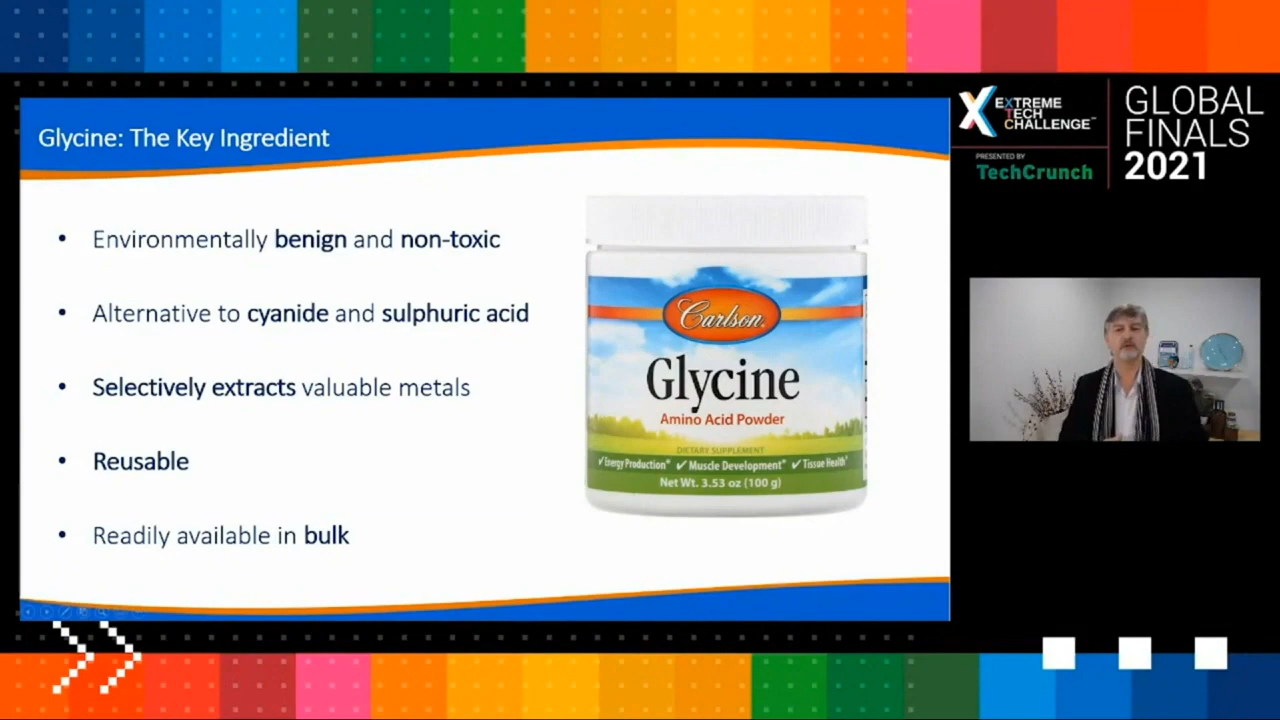 Glycine: The Key Ingredient
• Environmentally benign and non-toxic
• Alternative to cyanide and sulphuric acid
• Selectively extracts valuable metals
• Reusable
• Readily available in bulk
Carlson.
Glycine
Amino Acid Powder
DIETARY SUPPLEMENT
✓Energy Production* ✓Muscle Development* ✓Tissue Health*
Net Wt. 3.53 oz (100 g)
EXTREME
TECH
CHALLENGE™
PRESENTED BY
TechCrunch
GLOBAL
FINALS
2021